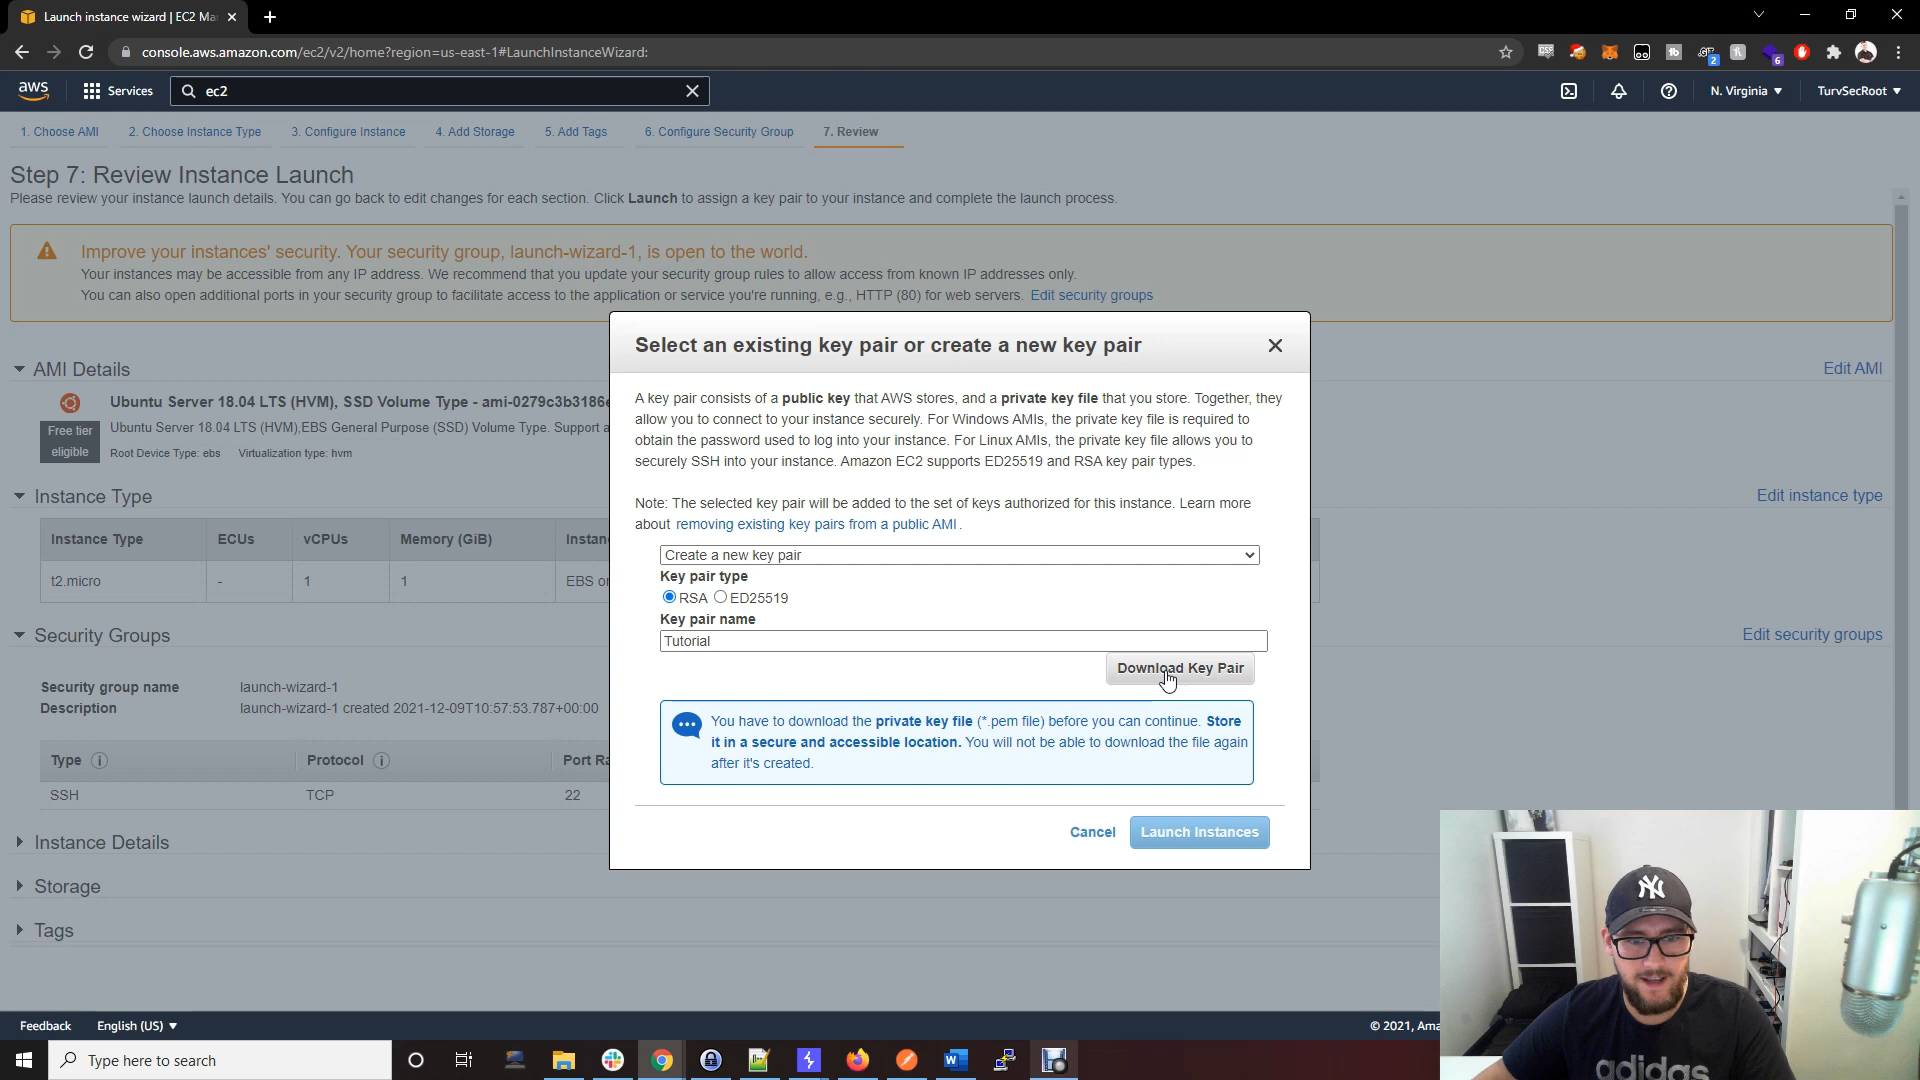 Launch instance wizard | EC2 Ma
console.aws.amazon.com/ec2/v2/home?region=us-east-1#LaunchInstanceWizard:
2
6
aws
Services
ec2
N. Virginia
TurvSecRoot
1. Choose AMI
2. Choose Instance Type
3. Configure Instance
4. Add Storage
5. Add Tags
6. Configure Security Group
7. Review
Step 7: Review Instance Launch
Please review your instance launch details. You can go back to edit changes for each section. Click Launch to assign a key pair to your instance and complete the launch process.
Improve your instances' security. Your security group, launch-wizard-1, is open to the world.
Your instances may be accessible from any IP address. We recommend that you update your security group rules to allow access from known IP addresses only.
You can also open additional ports in your security group to facilitate access to the application or service you're running, e.g., HTTP (80) for web servers. Edit security groups
AMI Details
Edit AMI
Ubuntu Server 18.04 LTS (HVM), SSD Volume Type - ami-0279c3b3186e
Free tier
eligible
Ubuntu Server 18.04 LTS (HVM),EBS General Purpose (SSD) Volume Type. Support a
Root Device Type: ebs Virtualization type: hvm
Instance Type
Edit instance type
Instance Type
ECUs
vCPUs
Memory (GiB)
Instan
t2.micro
-
1
1
EBS on
Security Groups
Edit security groups
Security group name
launch-wizard-1
Description
launch-wizard-1 created 2021-12-09T10:57:53.787+00:00
Type
Protocol
Port Ra
SSH
TCP
22
Instance Details
Storage
Tags
Select an existing key pair or create a new key pair
A key pair consists of a public key that AWS stores, and a private key file that you store. Together, they
allow you to connect to your instance securely. For Windows AMIs, the private key file is required to
obtain the password used to log into your instance. For Linux AMIs, the private key file allows you to
securely SSH into your instance. Amazon EC2 supports ED25519 and RSA key pair types.
Note: The selected key pair will be added to the set of keys authorized for this instance. Learn more
about removing existing key pairs from a public AMI .
Create a new key pair
Key pair type
RSA
ED25519
Key pair name
Tutorial
Download Key Pair
You have to download the private key file (*.pem file) before you can continue. Store
it in a secure and accessible location. You will not be able to download the file again
after it's created.
Cancel
Launch Instances
Feedback
English (US)
© 2021, Ama
Type here to search
adidas